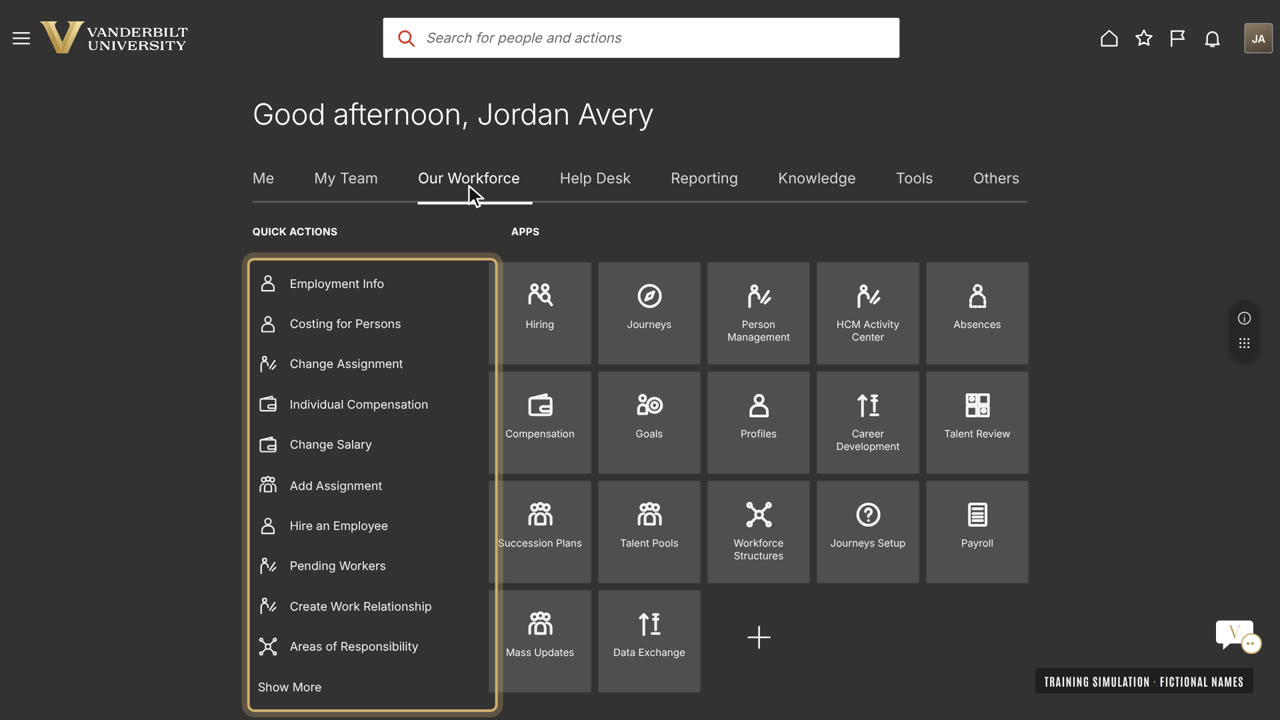 VANDERBILT
UNIVERSITY
Search for people and actions
JA
Good afternoon, Jordan Avery
Me
My Team
Our Workforce
Help Desk
Reporting
Knowledge
Tools
Others
QUICK ACTIONS
Employment Info
Costing for Persons
Change Assignment
Individual Compensation
Change Salary
Add Assignment
Hire an Employee
Pending Workers
Create Work Relationship
Areas of Responsibility
Show More
APPS
Hiring
Journeys
Person
Management
HCM Activity
Center
Absences
Compensation
Goals
Profiles
Career
Development
Talent Review
Succession Plans
Talent Pools
Workforce
Structures
Journeys Setup
Payroll
Mass Updates
Data Exchange
V
TRAINING SIMULATION · FICTIONAL NAMES